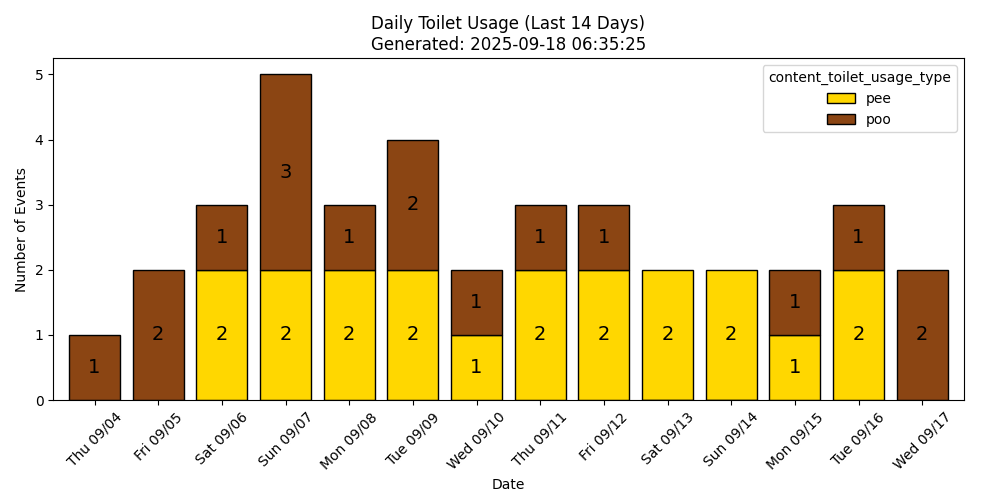 Daily Toilet Usage (Last 14 Days)
Generated: 2025-09-18 06:35:25
content_toilet_usage_type
pee
poo
Number of Events
5
4
3
2
1
0
1
2
1
2
3
2
1
2
2
2
1
1
1
2
1
2
2
2
1
1
1
2
2
Thu 09/04
Fri 09/05
Sat 09/06
Sun 09/07
Mon 09/08
Tue 09/09
Wed 09/10
Thu 09/11
Fri 09/12
Sat 09/13
Sun 09/14
Mon 09/15
Tue 09/16
Wed 09/17
Date